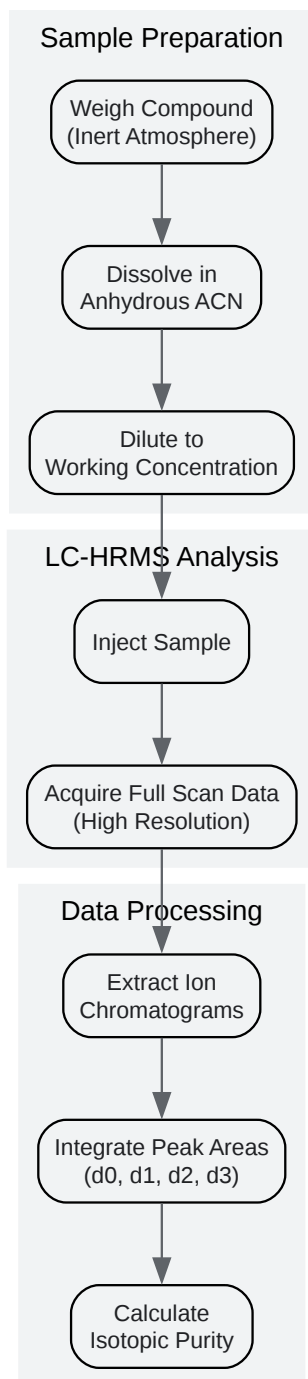 Sample Preparation
Weigh Compound
(Inert Atmosphere)
Dissolve in
Anhydrous ACN
Dilute to
Working Concentration
LC-HRMS Analysis
Inject Sample
Acquire Full Scan Data
(High Resolution)
Data Processing
Extract Ion
Chromatograms
Integrate Peak Areas
(d0, d1, d2, d3)
Calculate
Isotopic Purity